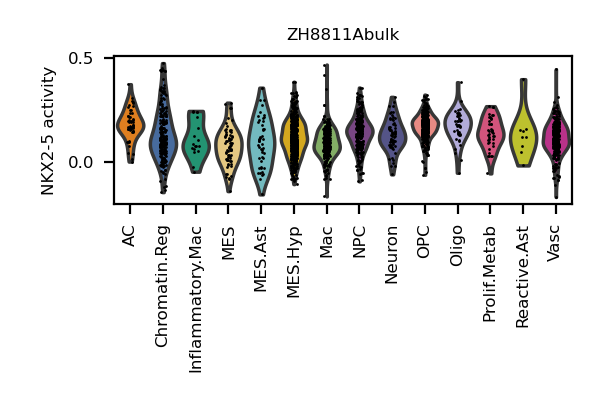 ZH8811Abulk
NKX2-5 activity
0.5
0.0
AC
Chromatin.Reg
Inflammatory.Mac
MES
MES.Ast
MES.Hyp
Mac
NPC
Neuron
OPC
Oligo
Prolif.Metab
Reactive.Ast
Vasc